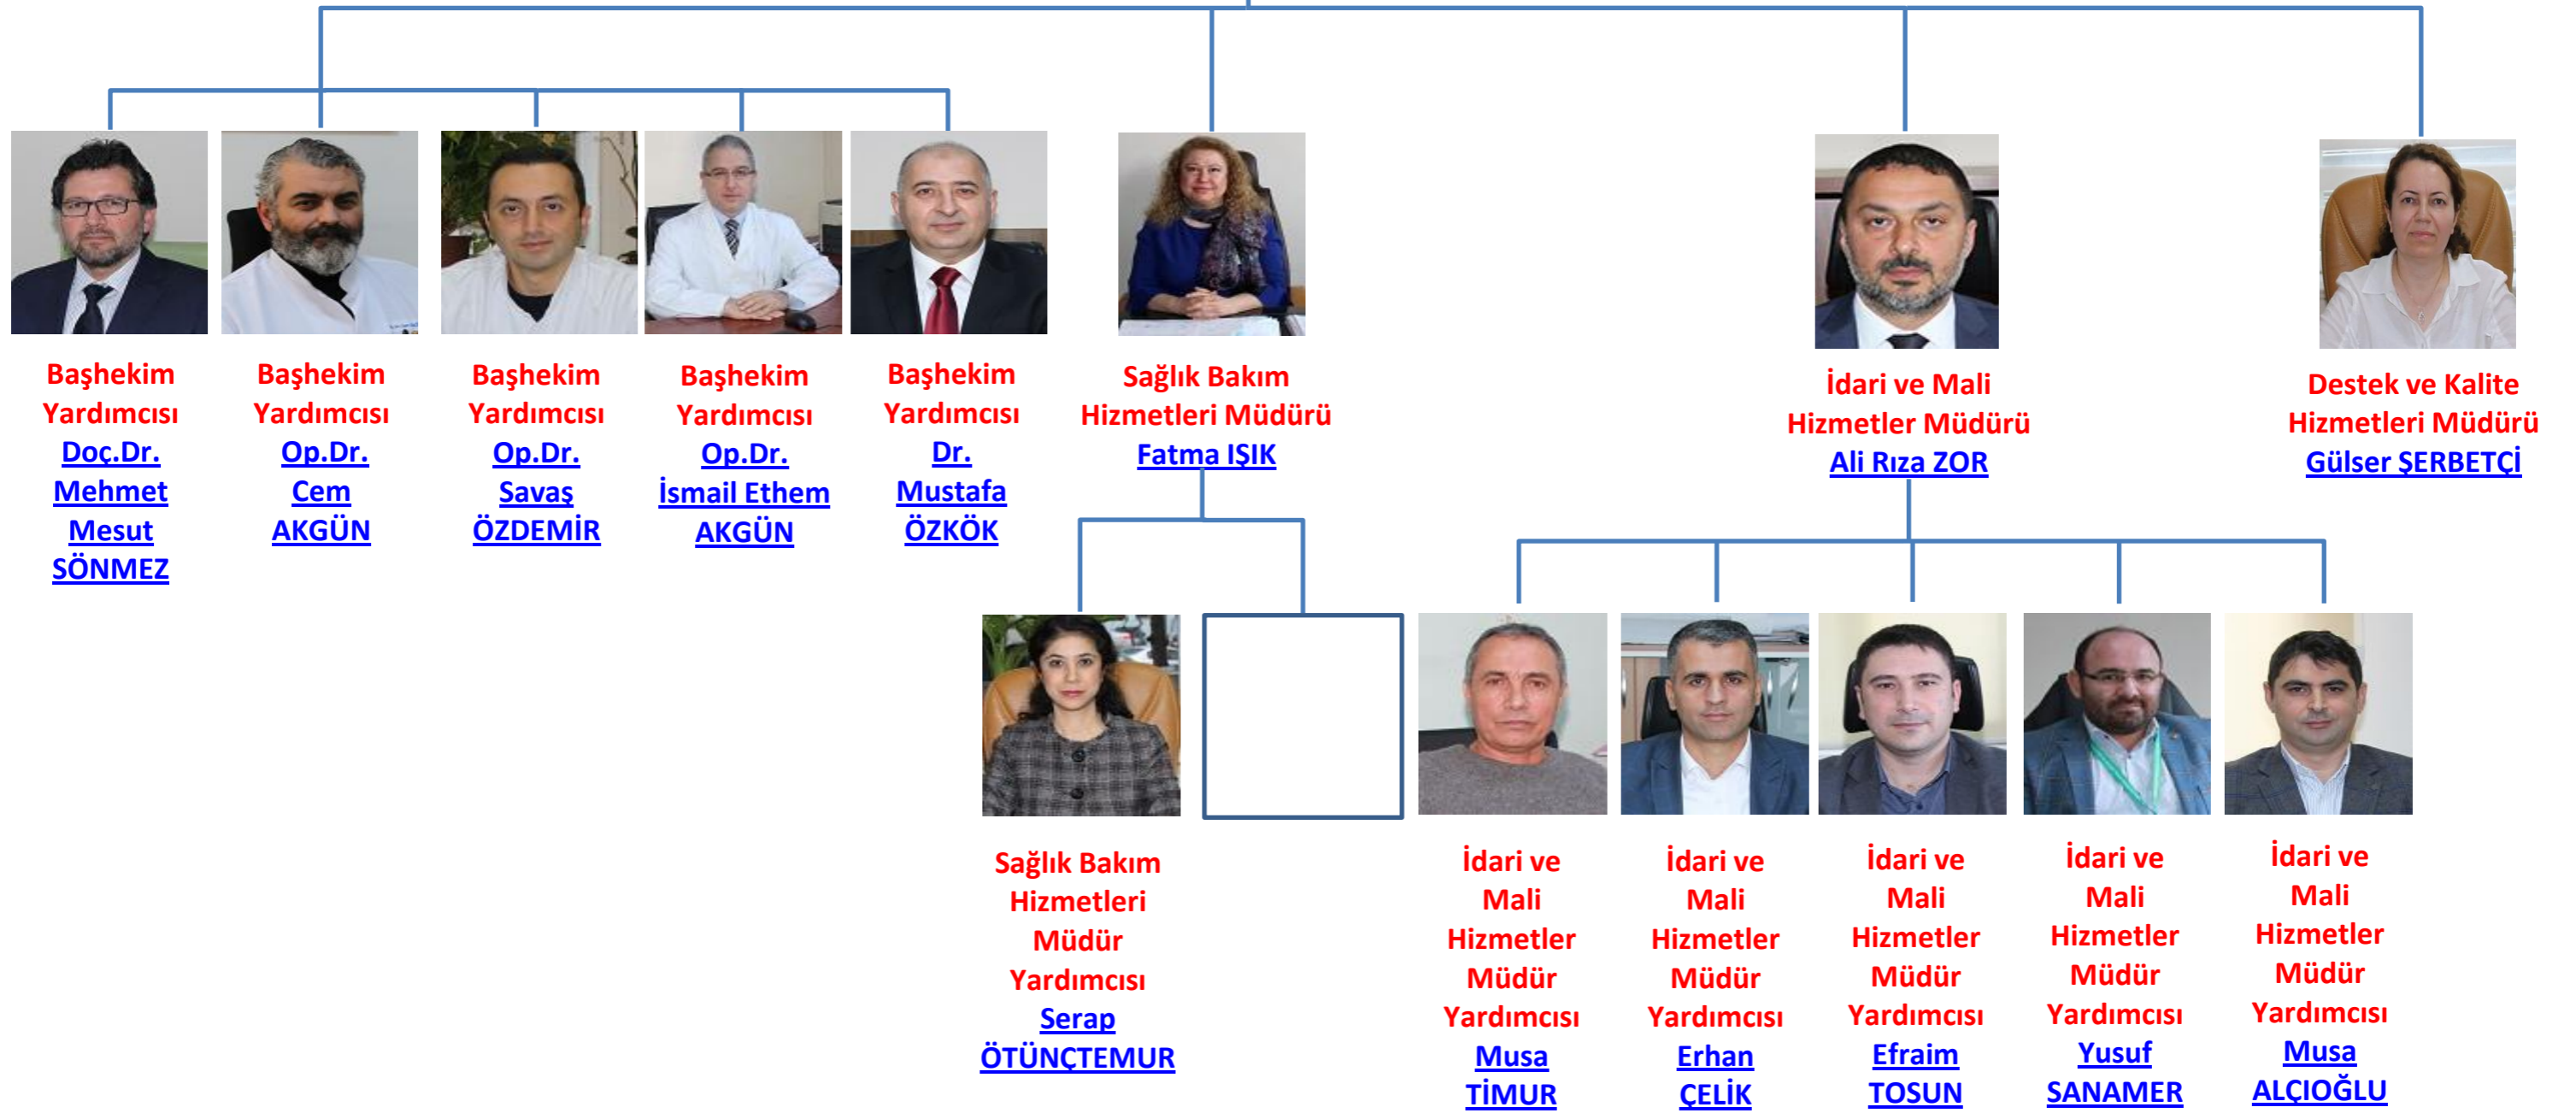 Başhekim
Yardımcısı
Doç.Dr.
Mehmet
Mesut
SÖNMEZ
Başhekim
Yardımcısı
Op.Dr.
Cem
AKGÜN
Başhekim
Yardımcısı
Op.Dr.
Savaş
ÖZDEMİR
Başhekim
Yardımcısı
Op.Dr.
İsmail Ethem
AKGÜN
Başhekim
Yardımcısı
Dr.
Mustafa
ÖZKÖK
Sağlık Bakım
Hizmetleri Müdürü
Fatma IŞIK
İdari ve Mali
Hizmetler Müdürü
Ali Rıza ZOR
Destek ve Kalite
Hizmetleri Müdürü
Gülser ŞERBETÇİ
Sağlık Bakım
Hizmetleri
Müdür
Yardımcısı
Serap
ÖTÜNÇTEMUR
İdari ve
Mali
Hizmetler
Müdür
Yardımcısı
Musa
TİMUR
İdari ve
Mali
Hizmetler
Müdür
Yardımcısı
Erhan
ÇELİK
İdari ve
Mali
Hizmetler
Müdür
Yardımcısı
Efraim
TOSUN
İdari ve
Mali
Hizmetler
Müdür
Yardımcısı
Yusuf
SANAMER
İdari ve
Mali
Hizmetler
Müdür
Yardımcısı
Musa
ALÇIOĞLU